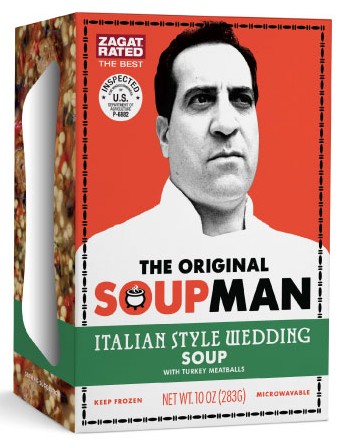 ZAGAT
RATED
THE BEST
INSPECTED
U.S.
DEPARTMENT OF
AGRICULTURE
P-6882
THE ORIGINAL
SOUPMAN
ITALIAN STYLE WEDDING
SOUP
WITH TURKEY MEATBALLS
KEEP FROZEN
NET WT. 10 OZ (283G)
MICROWAVABLE